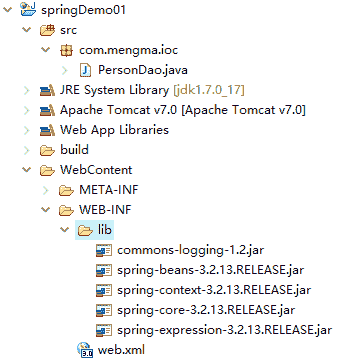 springDemo01
src
com.mengma.ioc
PersonDao.java
JRE System Library [jdk1.7.0_17]
Apache Tomcat v7.0 [Apache Tomcat v7.0]
Web App Libraries
build
WebContent
META-INF
WEB-INF
lib
commons-logging-1.2.jar
spring-beans-3.2.13.RELEASE.jar
spring-context-3.2.13.RELEASE.jar
spring-core-3.2.13.RELEASE.jar
spring-expression-3.2.13.RELEASE.jar
web.xml